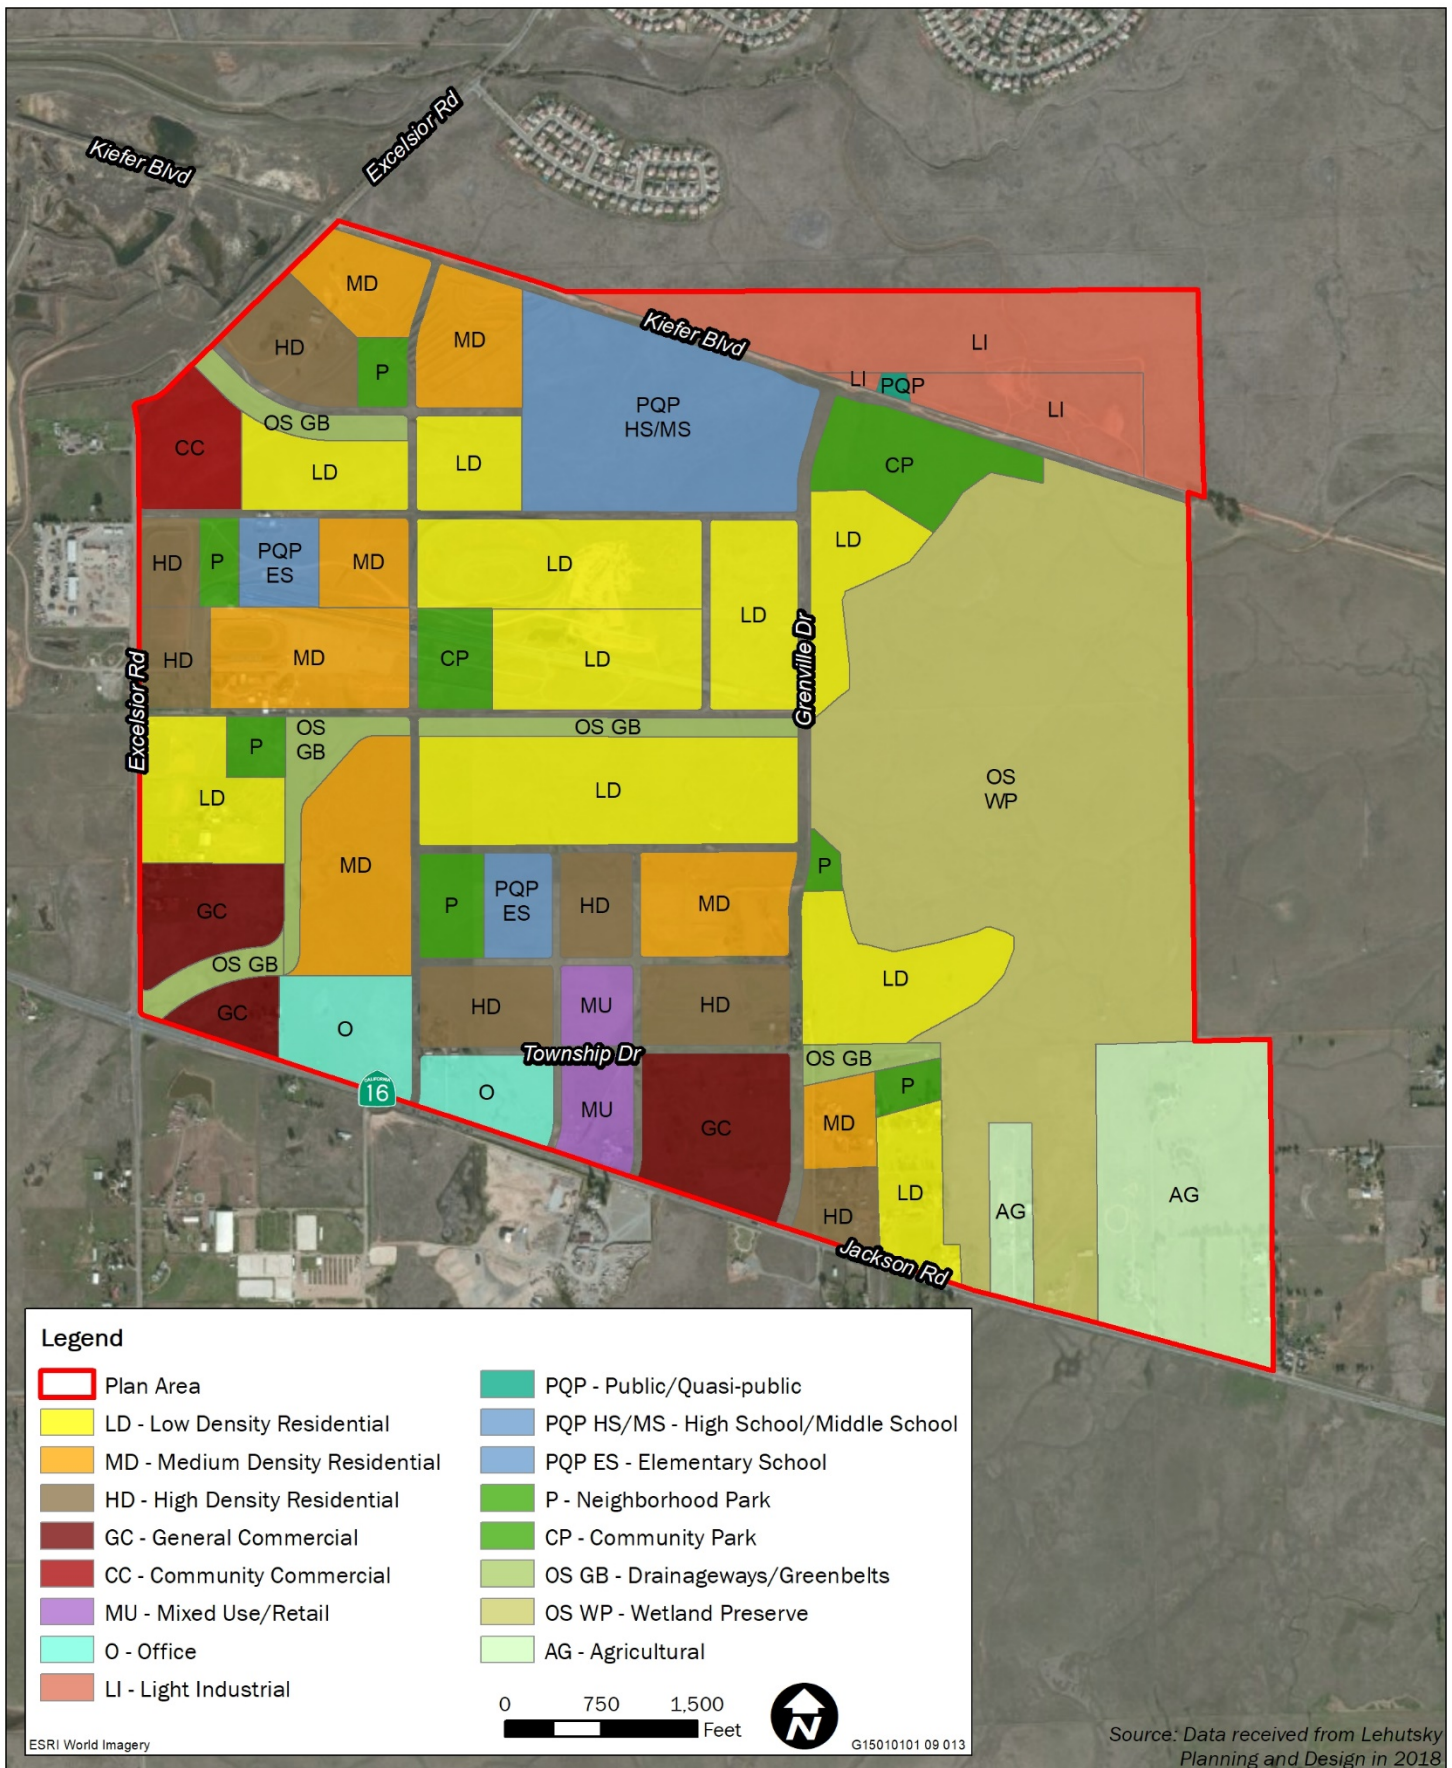 Kiefer Blvd
Excelsior Rd
MD
HD
P
MD
Kiefer Blvd
LI
LI
PQP
LI
PQP
HS/MS
OS GB
CC
LD
LD
CP
HD
P
PQP
ES
MD
LD
LD
LD
HD
MD
CP
LD
Grenville Dr
Excelsior Rd
P
OS
GB
OS GB
LD
LD
OS
WP
MD
GC
P
PQP
ES
HD
MD
P
OS GB
GC
O
HD
MU
HD
LD
Township Dr
OS GB
CALIFORNIA
16
O
MU
GC
MD
P
HD
LD
AG
AG
Jackson Rd
Legend
Plan Area
LD - Low Density Residential
MD - Medium Density Residential
HD - High Density Residential
GC - General Commercial
CC - Community Commercial
MU - Mixed Use/Retail
O - Office
LI - Light Industrial
PQP - Public/Quasi-public
PQP HS/MS - High School/Middle School
PQP ES - Elementary School
P - Neighborhood Park
CP - Community Park
OS GB - Drainageways/Greenbelts
OS WP - Wetland Preserve
AG - Agricultural
0 750 1,500
Feet
N
ESRI World Imagery
G15010101 09 013
Source: Data received from Lehutsky
Planning and Design in 2018